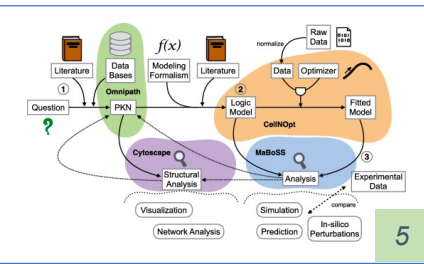 Raw
Data
0101
1010
normalize
f(x)
Literature
Data
Bases
Modeling
Formalism
Literature
Data
Optimizer
Omnipath
1
2
Question
PKN
Logic
Model
Fitted
Model
?
CellNOpt
3
Cytoscape
MaBoSS
Structural
Analysis
Analysis
Experimental
Data
compare
Visualization
Simulation
Network Analysis
Prediction
In-silico
Perturbations
5